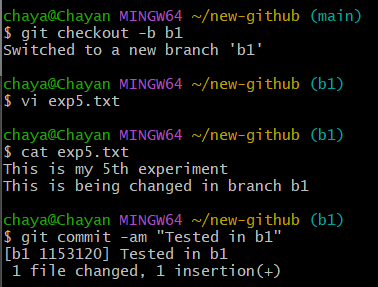 chaya@Chayan MINGW64 ~/new-github (main)
$ git checkout -b b1
Switched to a new branch 'b1'
chaya@Chayan MINGW64 ~/new-github (b1)
$ vi exp5.txt
chaya@Chayan MINGW64 ~/new-github (b1)
$ cat exp5.txt
This is my 5th experiment
This is being changed in branch b1
chaya@Chayan MINGW64 ~/new-github (b1)
$ git commit -am "Tested in b1"
[b1 1153120] Tested in b1
 1 file changed, 1 insertion(+)